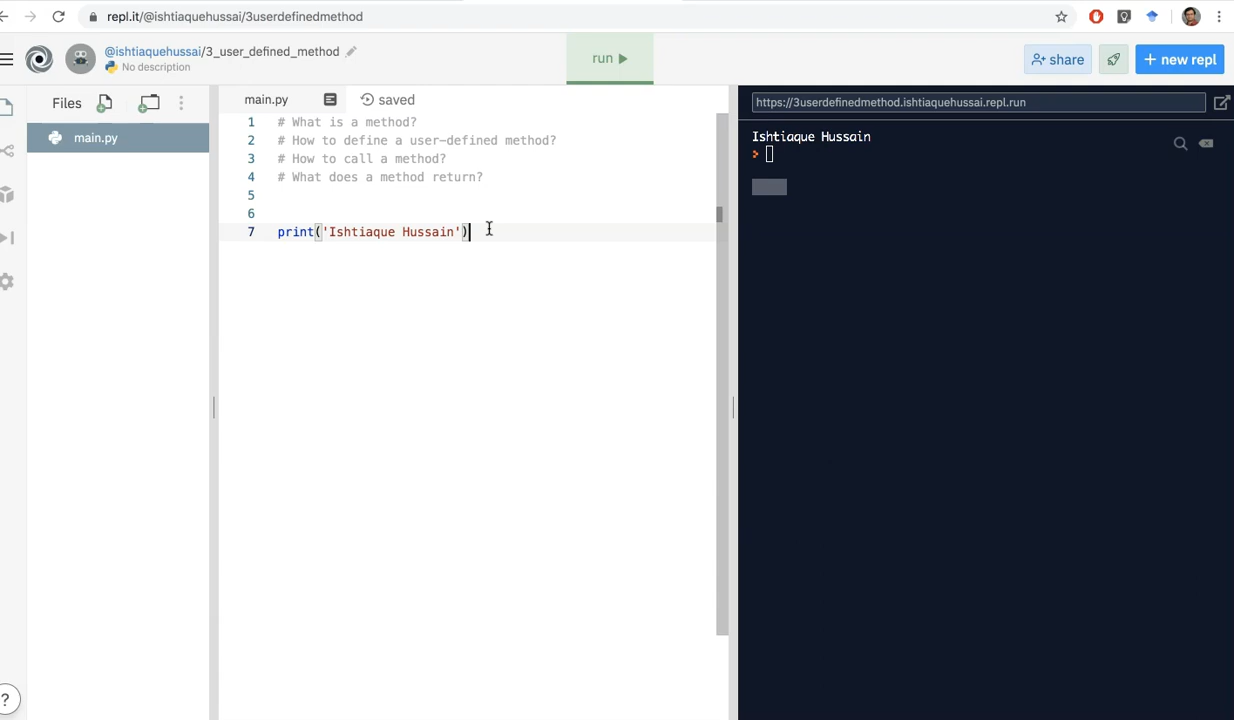 repl.it/@ishtiaquehussai/3userdefinedmethod
@ishtiaquehussai/3_user_defined_method
No description
run
share
+ new repl
Files
main.py
saved
main.py
https://3userdefinedmethod.ishtiaquehussai.repl.run
1 # What is a method?
2 # How to define a user-defined method?
3 # How to call a method?
4 # What does a method return?
5
6
7 print('Ishtiaque Hussain')
Ishtiaque Hussain
>
?